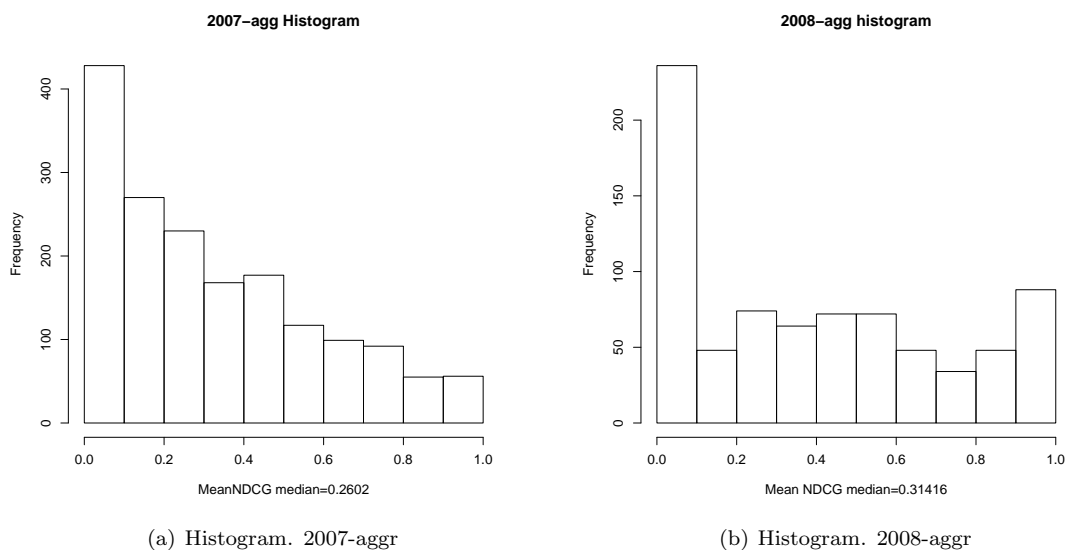 2007−agg Histogram
Frequency
0
100
200
300
400
0.0 0.2 0.4 0.6 0.8 1.0
MeanNDCG median=0.2602
(a) Histogram. 2007-aggr
2008−agg histogram
Frequency
0
50
100
150
200
0.0 0.2 0.4 0.6 0.8 1.0
Mean NDCG median=0.31416
(b) Histogram. 2008-aggr